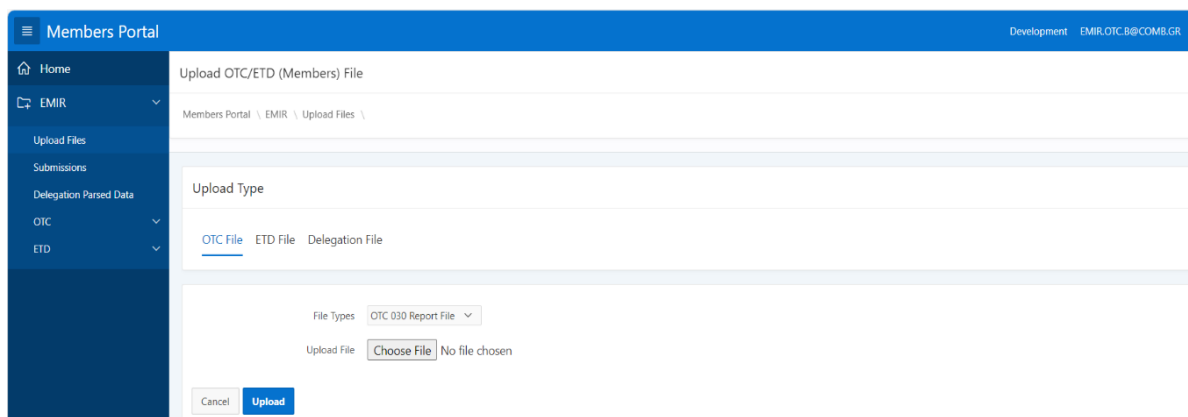 Members Portal
Development EMIR.OTC.B@COMB.GR
Home
EMIR
Upload Files
Submissions
Delegation Parsed Data
OTC
ETD
Upload OTC/ETD (Members) File
Members Portal \ EMIR \ Upload Files \
Upload Type
OTC File ETD File Delegation File
File Types OTC 030 Report File
Upload File Choose File No file chosen
Cancel Upload